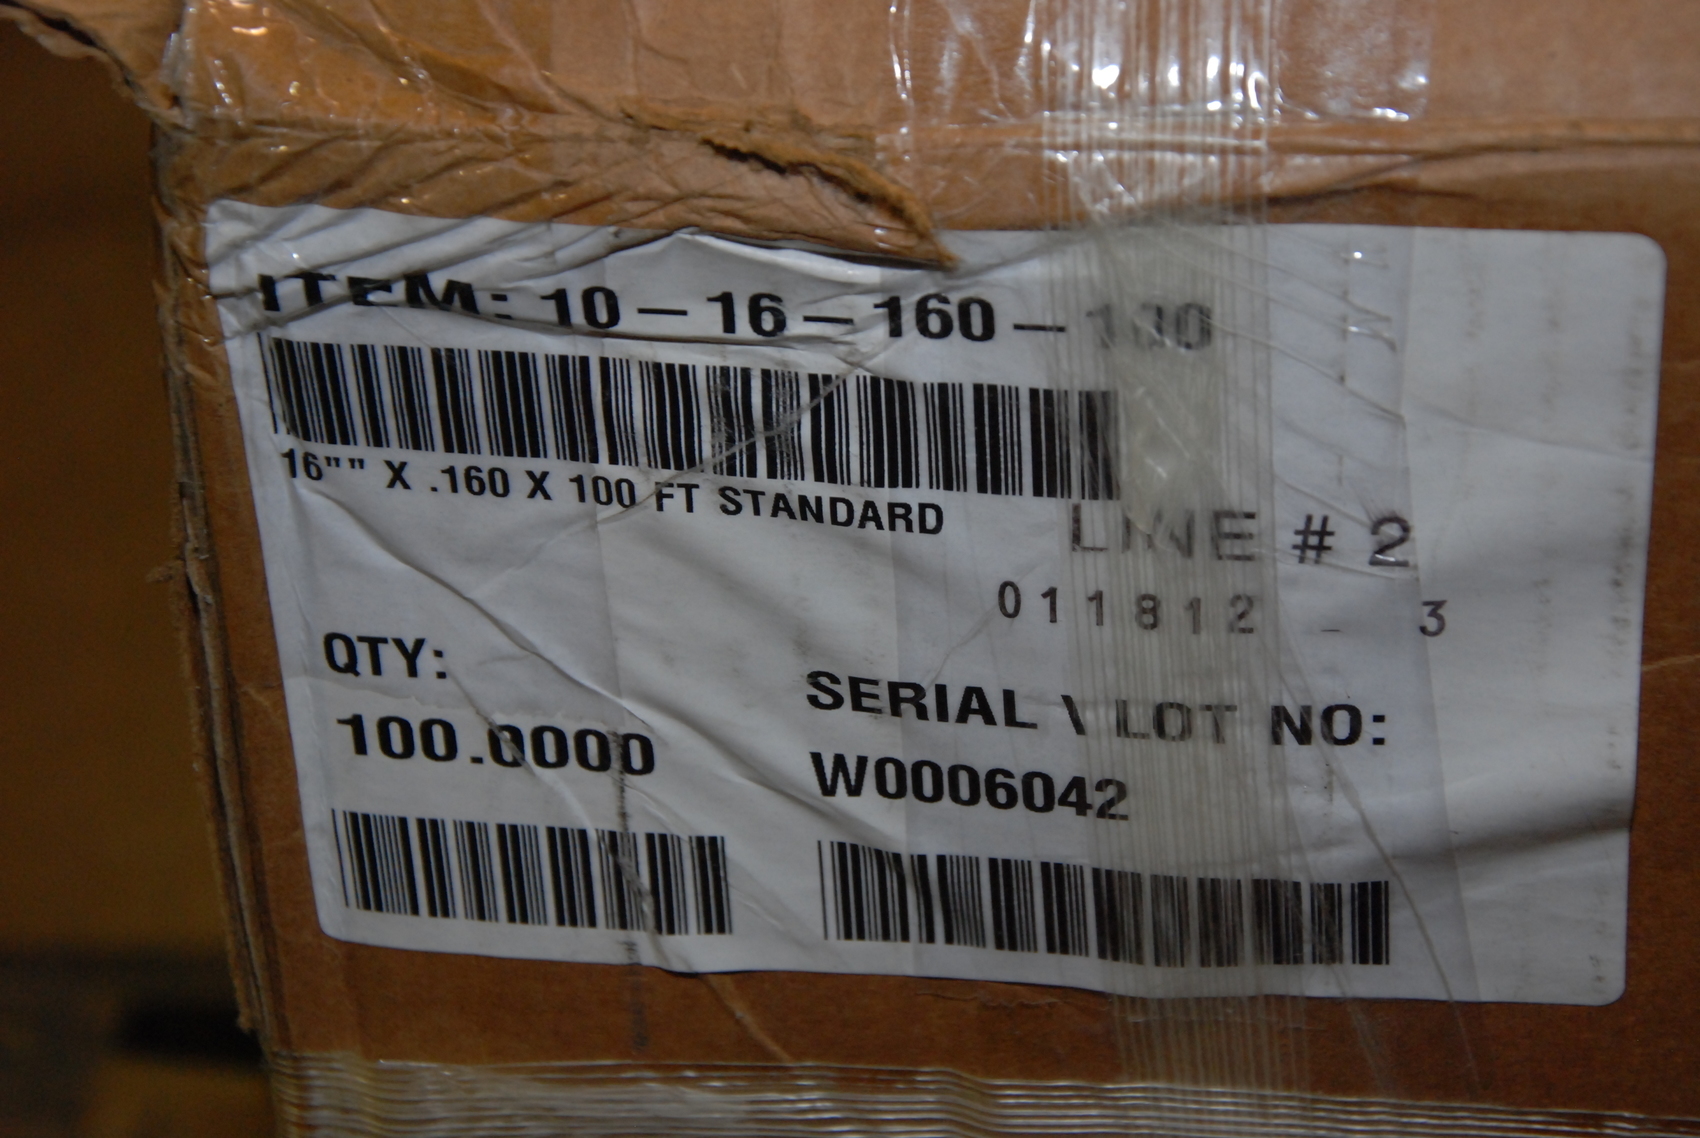 ITEM: 10-16-160-100
16"" X .160 X 100 FT STANDARD
LINE # 2
011812 _ 3
QTY:
100.0000
SERIAL \ LOT NO:
W0006042